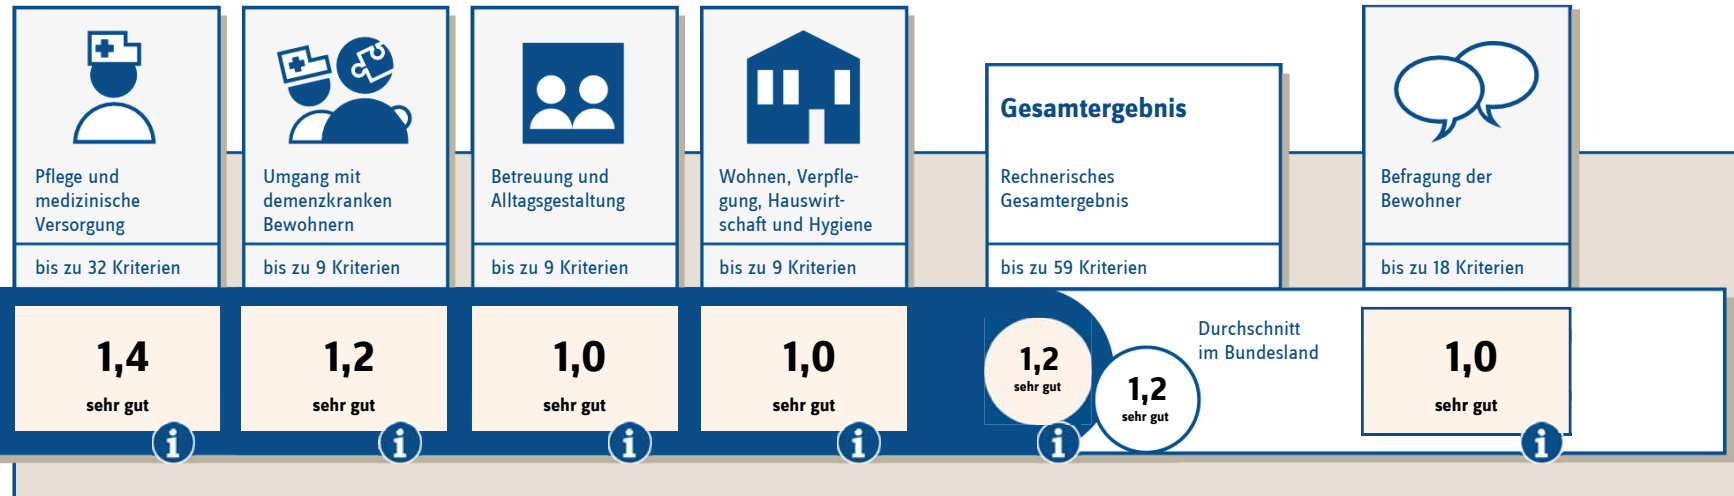 Pflege und
medizinische
Versorgung
bis zu 32 Kriterien
1,4
sehr gut
i
Umgang mit
demenzkranken
Bewohnern
bis zu 9 Kriterien
1,2
sehr gut
i
Betreuung und
Alltagsgestaltung
bis zu 9 Kriterien
1,0
sehr gut
i
Wohnen, Verpfle-
gung, Hauswirt-
schaft und Hygiene
bis zu 9 Kriterien
1,0
sehr gut
i
Gesamtergebnis
Rechnerisches
Gesamtergebnis
bis zu 59 Kriterien
1,2
sehr gut
i
1,2
sehr gut
Durchschnitt
im Bundesland
Befragung der
Bewohner
bis zu 18 Kriterien
1,0
sehr gut
i